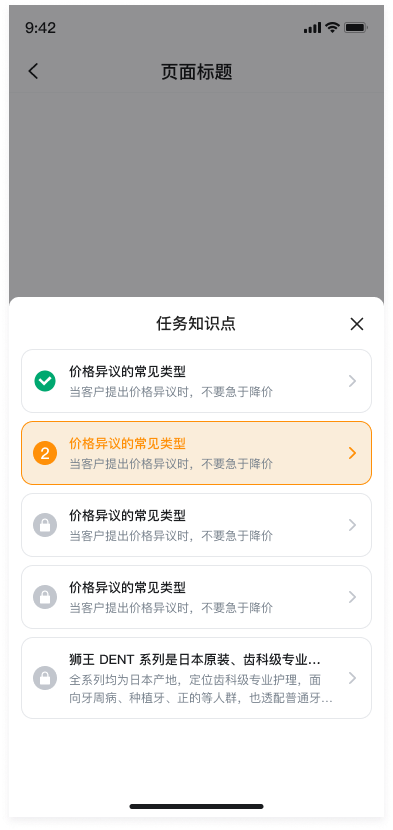 9:42
页面标题
任务知识点
价格异议的常见类型
当客户提出价格异议时，不要急于降价
2
价格异议的常见类型
当客户提出价格异议时，不要急于降价
价格异议的常见类型
当客户提出价格异议时，不要急于降价
价格异议的常见类型
当客户提出价格异议时，不要急于降价
狮王 DENT 系列是日本原装、齿科级专业...
全系列均为日本产地，定位齿科级专业护理，面
向牙周病、种植牙、正的等人群，也透配普通牙...